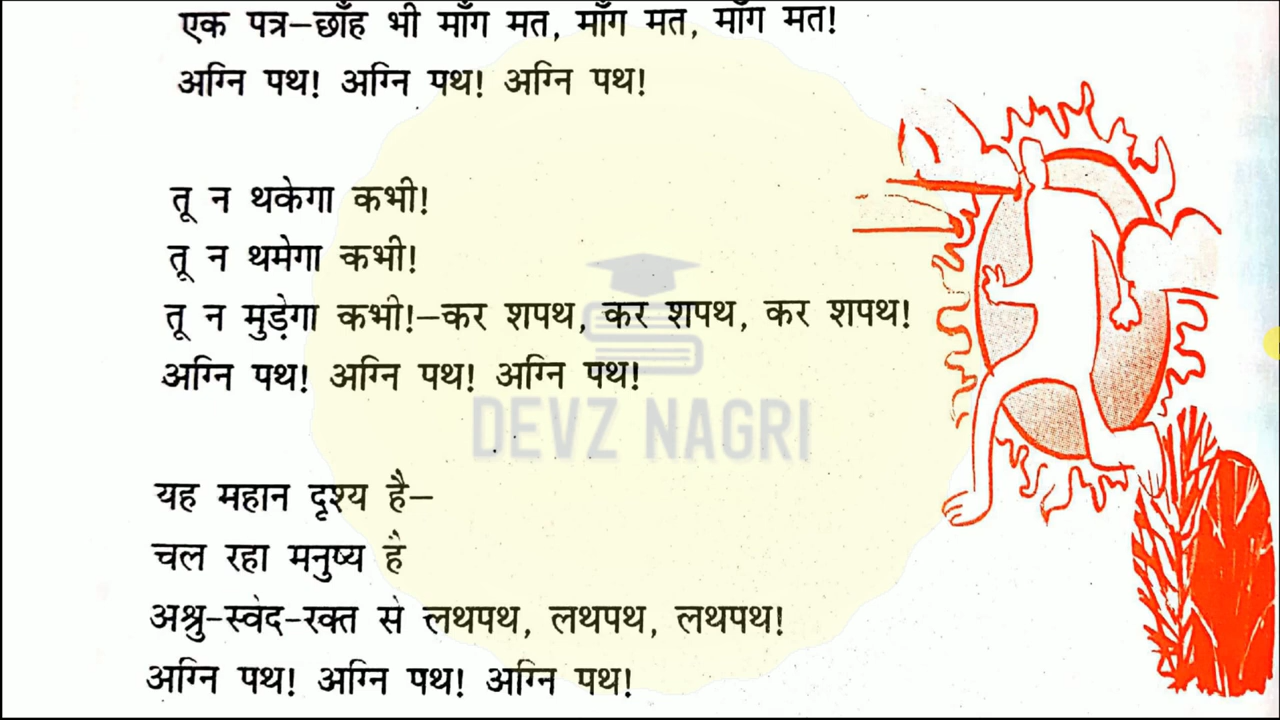 एक पत्र–छाँह भी माँग मत, माँग मत, माँग मत!
अग्नि पथ! अग्नि पथ! अग्नि पथ!
तू न थकेगा कभी!
तू न थमेगा कभी!
तू न मुड़ेगा कभी!–कर शपथ, कर शपथ, कर शपथ!
अग्नि पथ! अग्नि पथ! अग्नि पथ!
DEVZ NAGRI
यह महान दृश्य है–
चल रहा मनुष्य है
अश्रु-स्वेद-रक्त से लथपथ, लथपथ, लथपथ!
अग्नि पथ! अग्नि पथ! अग्नि पथ!